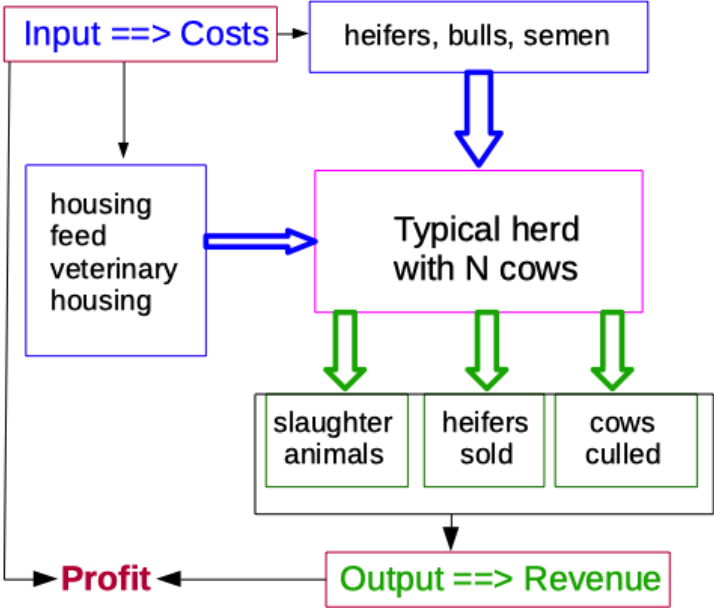 Input ==> Costs
heifers, bulls, semen
housing
feed
veterinary
housing
Typical herd
with N cows
slaughter
animals
heifers
sold
cows
culled
Profit
Output ==> Revenue